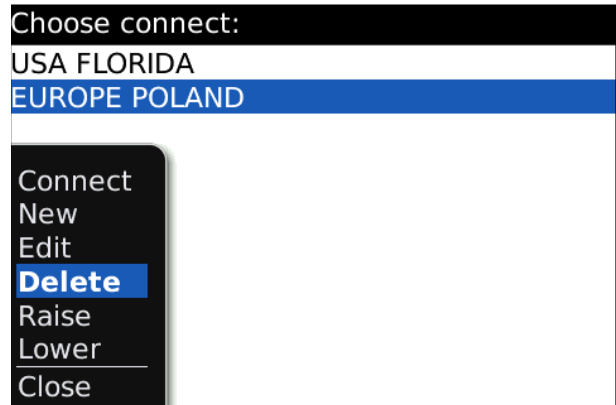 Choose connect:
USA FLORIDA
EUROPE POLAND
Connect
New
Edit
Delete
Raise
Lower
Close